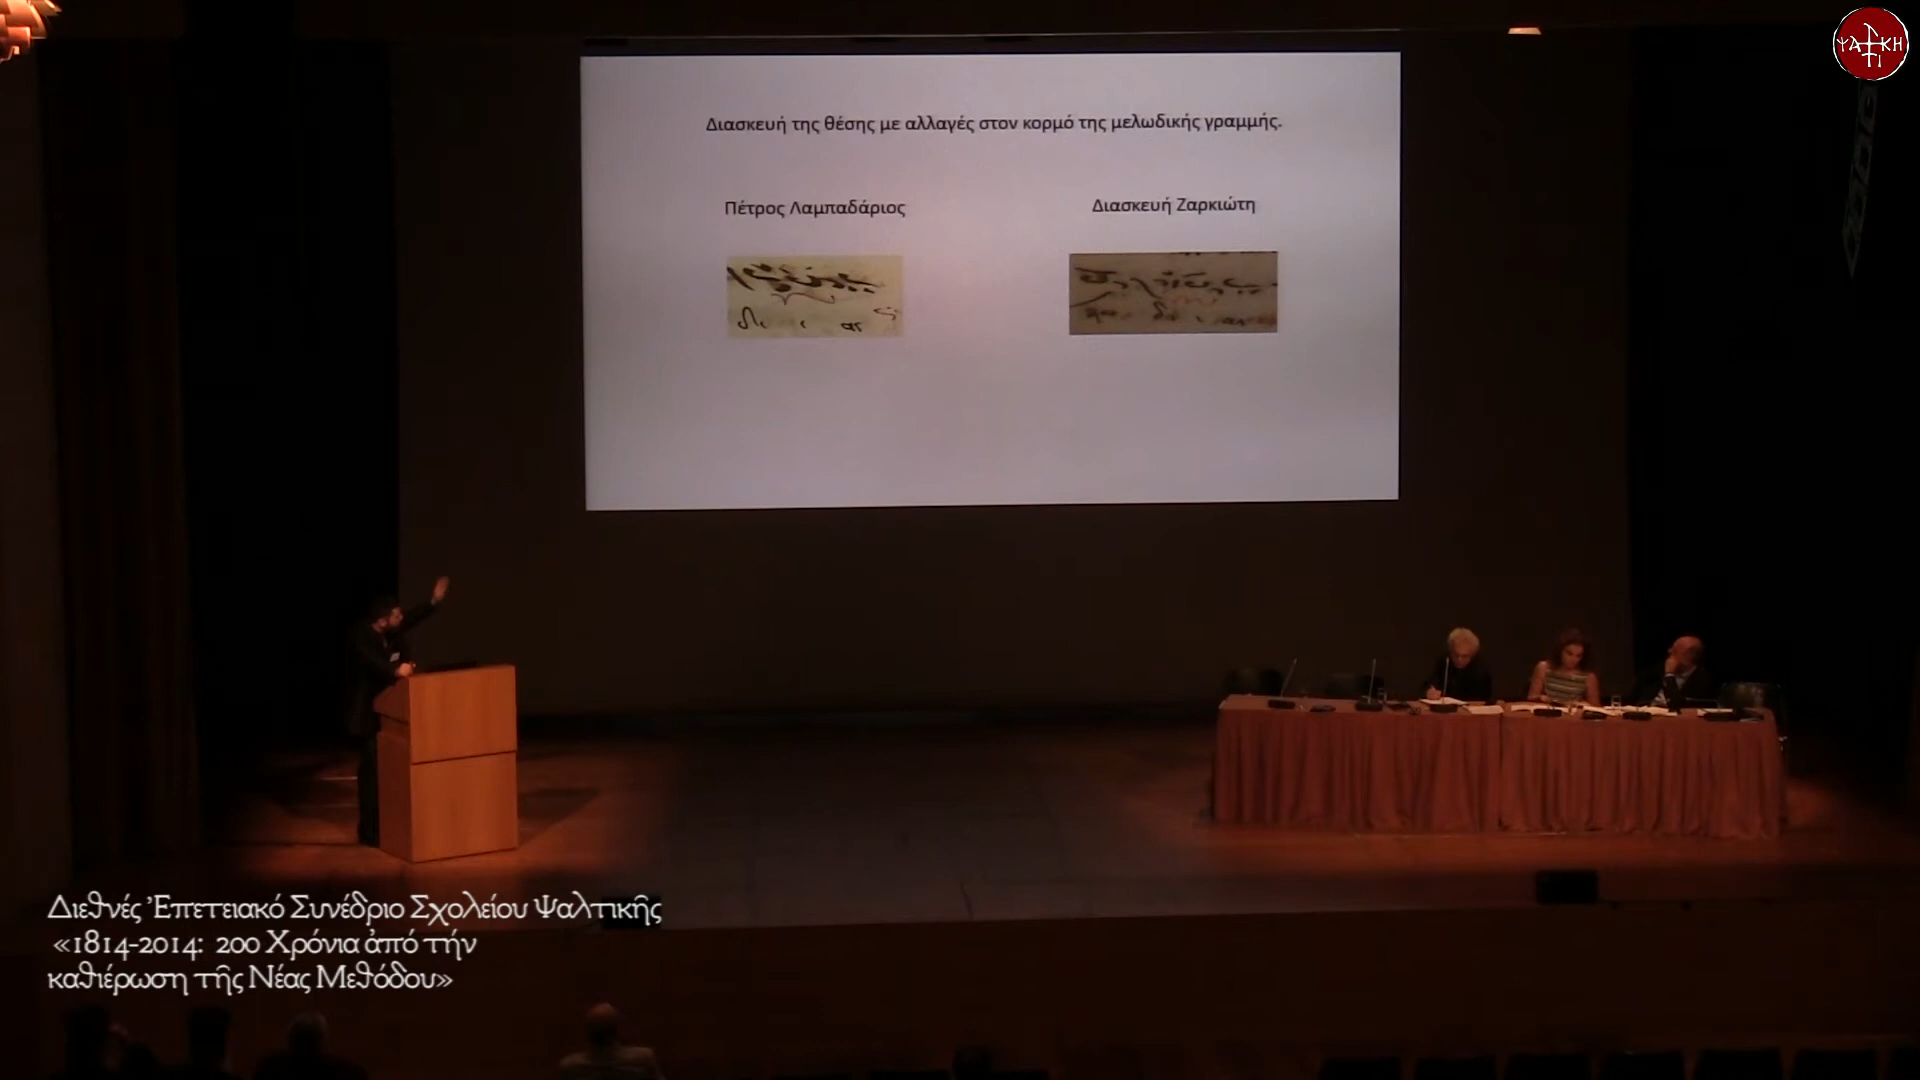 Διασκευή της θέσης με αλλαγές στον κορμό της μελωδικής γραμμής.
Πέτρος Λαμπαδάριος
Διασκευή Ζαρκιώτη
Διεθνές Ἐπετειακό Συνέδριο Σχολείου Ψαλτικῆς
«1814-2014: 200 Χρόνια ἀπό τήν
καθιέρωση τῆς Νέας Μεθόδου»